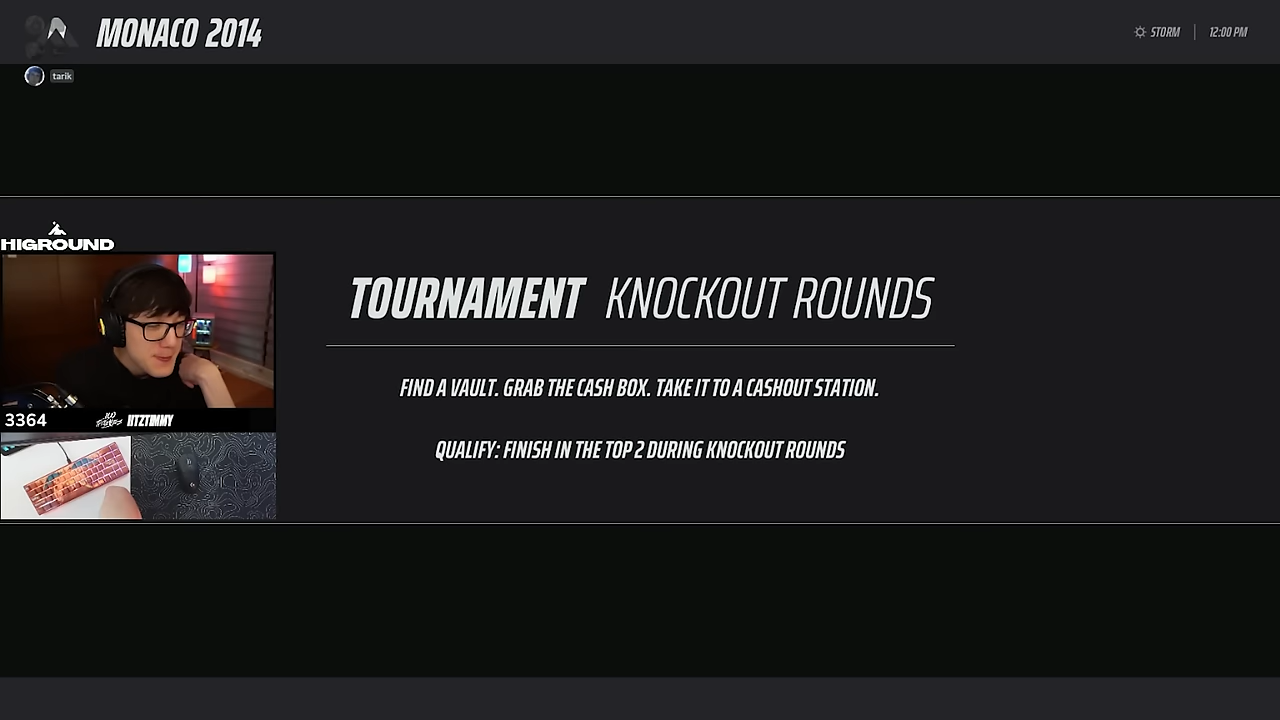 MONACO 2014
STORM
12:00 PM
tarik
HIGROUND
TOURNAMENT KNOCKOUT ROUNDS
FIND A VAULT. GRAB THE CASH BOX. TAKE IT TO A CASHOUT STATION.
QUALIFY: FINISH IN THE TOP 2 DURING KNOCKOUT ROUNDS
3364
IITZTIMMY